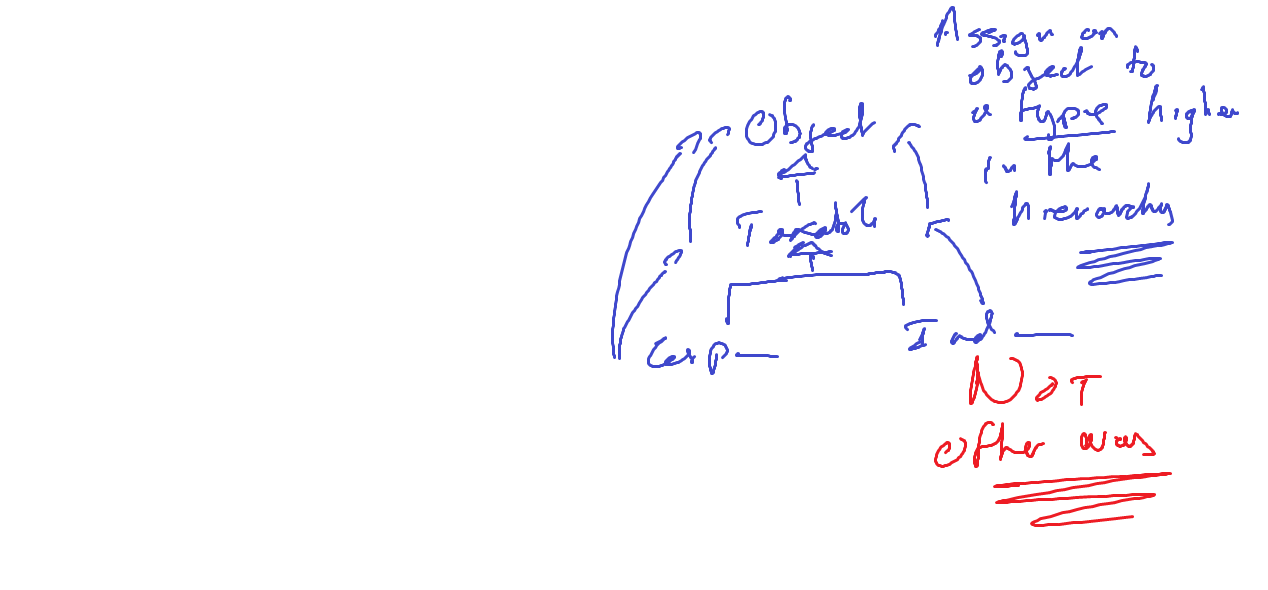 Assign an
object to
a type higher
in the
hierarchy
Object
Taxable
Corp
Ind
NOT
other way